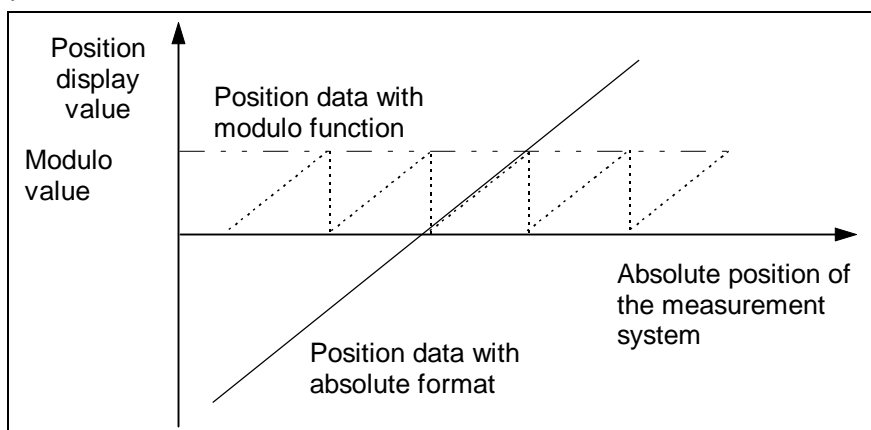 Position
display
value
Position data with
modulo function
Modulo
value
Absolute position of
the measurement
system
Position data with
absolute format